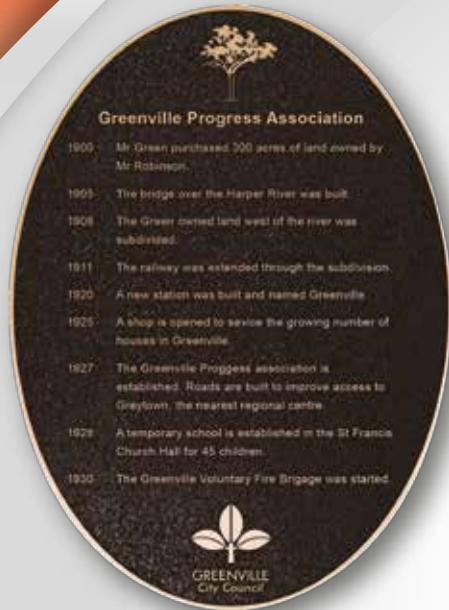 Greenville Progress Association
1900 Mr Green purchased 300 acres of land owned by
Mr Robinson.
1905 The bridge over the Harper River was built.
1908 The Green owned land west of the river was
subdivided.
1911 The railway was extended through the subdivision.
1920 A new station was built and named Greenville
1925 A shop is opened to sevice the growing number of
houses in Greenville
1927 The Greenville Proggess association is
established. Roads are built to improve access to
Greytown, the nearest regional centre.
1928 A temporary school is established in the St Francis
Church Hall for 45 children.
1930 The Greenville Voluntary Fire Brigage was started.
GREENVILLE
City Council